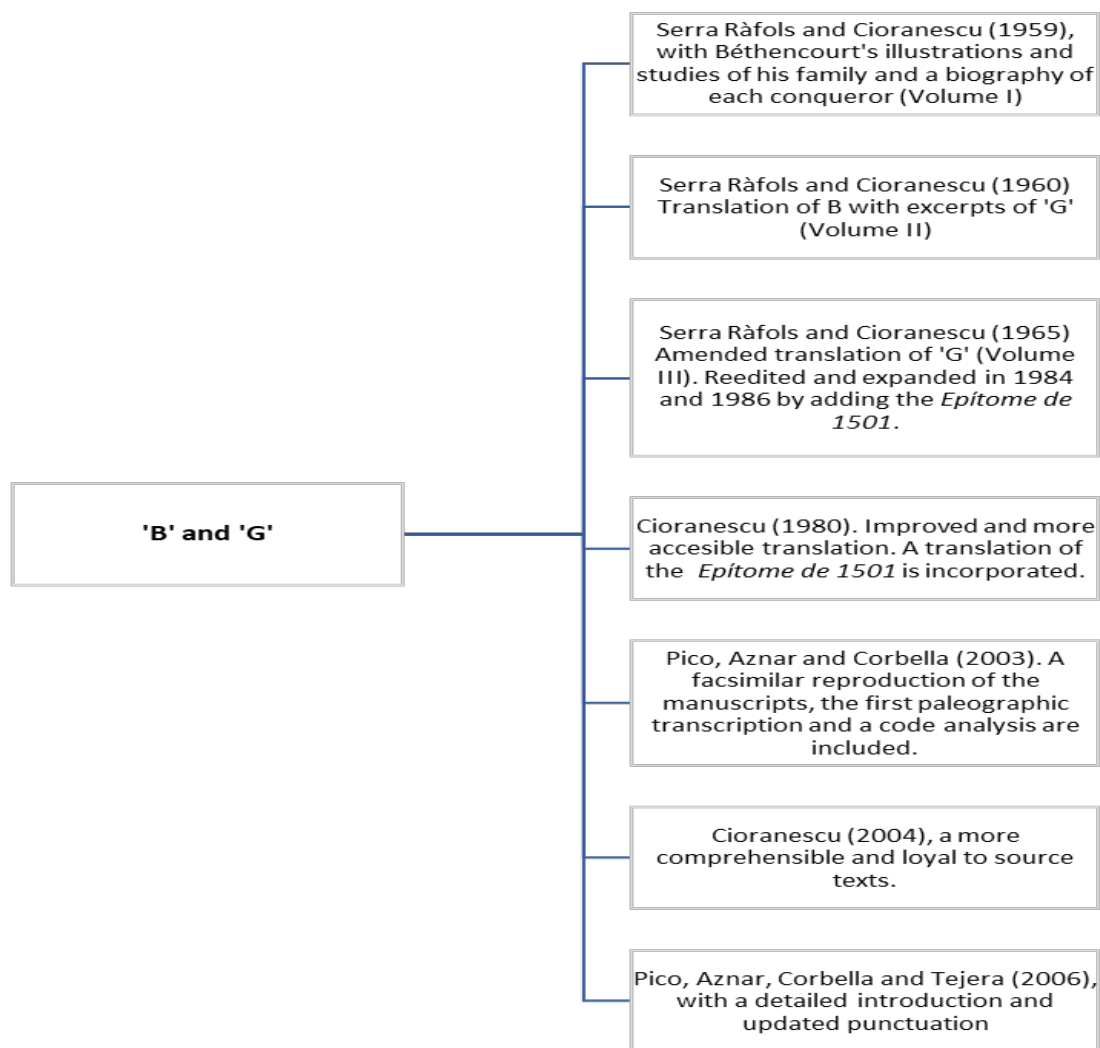 Serra Ràfols and Cioranescu (1959),
with Béthencourt's illustrations and
studies of his family and a biography of
each conqueror (Volume I)
Serra Ràfols and Cioranescu (1960)
Translation of B with excerpts of 'G'
(Volume II)
Serra Ràfols and Cioranescu (1965)
Amended translation of 'G' (Volume
III). Reedited and expanded in 1984
and 1986 by adding the Epítome de
1501.
'B' and 'G'
Cioranescu (1980). Improved and more
accesible translation. A translation of
the Epítome de 1501 is incorporated.
Pico, Aznar and Corbella (2003). A
facsimilar reproduction of the
manuscripts, the first paleographic
transcription and a code analysis are
included.
Cioranescu (2004), a more
comprehensible and loyal to source
texts.
Pico, Aznar, Corbella and Tejera (2006),
with a detailed introduction and
updated punctuation